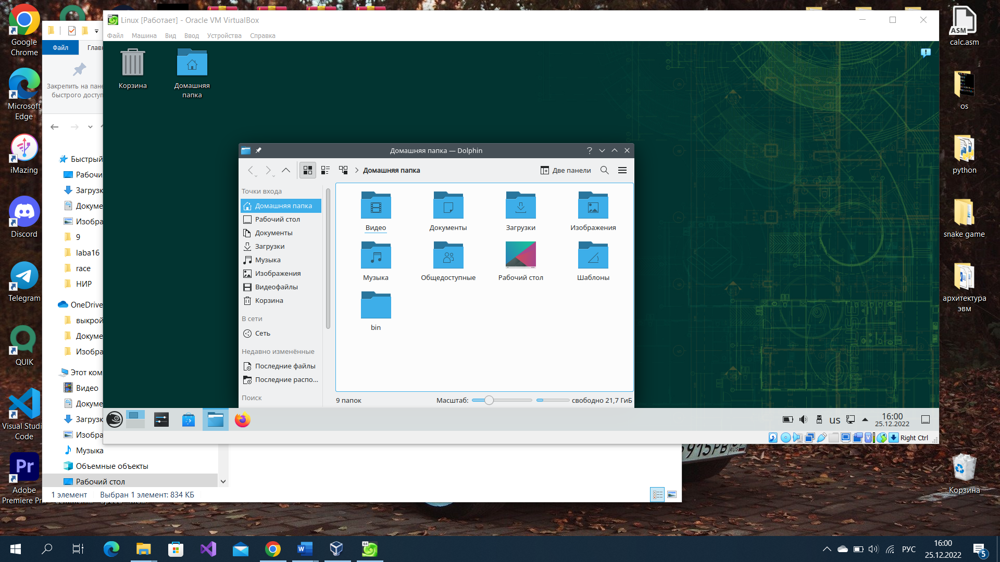 Google
Chrome
Microsoft
Edge
iMazing
Discord
Telegram
QUIK
Visual Studi
Code
Pr
Adobe
Premiere Pr...
Файл
Глав
Закрепить на пане
быстрого доступ
Быстрый
Рабочи
Загрузк
Докуме
Изобра
9
laba16
race
НИР
OneDrive
выкрой
Докуме
Изобра
Этот ком
Видео
Докуме
Загрузк
Изобра
Музыка
Объемные объекты
Рабочий стол
1 элемент
Выбран 1 элемент: 834 КБ
Linux [Работает] - Oracle VM VirtualBox
Файл
Машина
Вид
Ввод
Устройства
Справка
Корзина
Домашняя
папка
Домашняя папка — Dolphin
Домашняя папка
Две панели
Точки входа
Домашняя папка
Рабочий стол
Документы
Загрузки
Музыка
Изображения
Видеофайлы
Корзина
В сети
Сеть
Недавно изменённые
Последние файлы
Последние распо...
Поиск
Видео
Документы
Загрузки
Изображения
Музыка
Общедоступные
Рабочий стол
Шаблоны
bin
9 папок
Масштаб:
свободно 21,7 ГиБ
us
16:00
25.12.2022
Right Ctrl
ASM
calc.asm
os
python
snake game
архитектура
эвм
Корзина
915РВ
RUS
64
РУС
16:00
25.12.2022
5